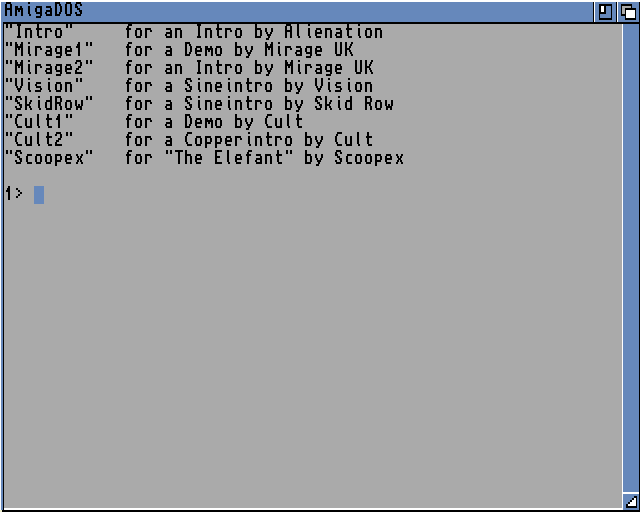 AmigaDOS
"Intro"     for an Intro by Alienation
"Mirage1"   for a Demo by Mirage UK
"Mirage2"   for an Intro by Mirage UK
"Vision"    for a Sineintro by Vision
"SkidRow"   for a Sineintro by Skid Row
"Cult1"     for a Demo by Cult
"Cult2"     for a Copperintro by Cult
"Scoopex"   for "The Elefant" by Scoopex
1>